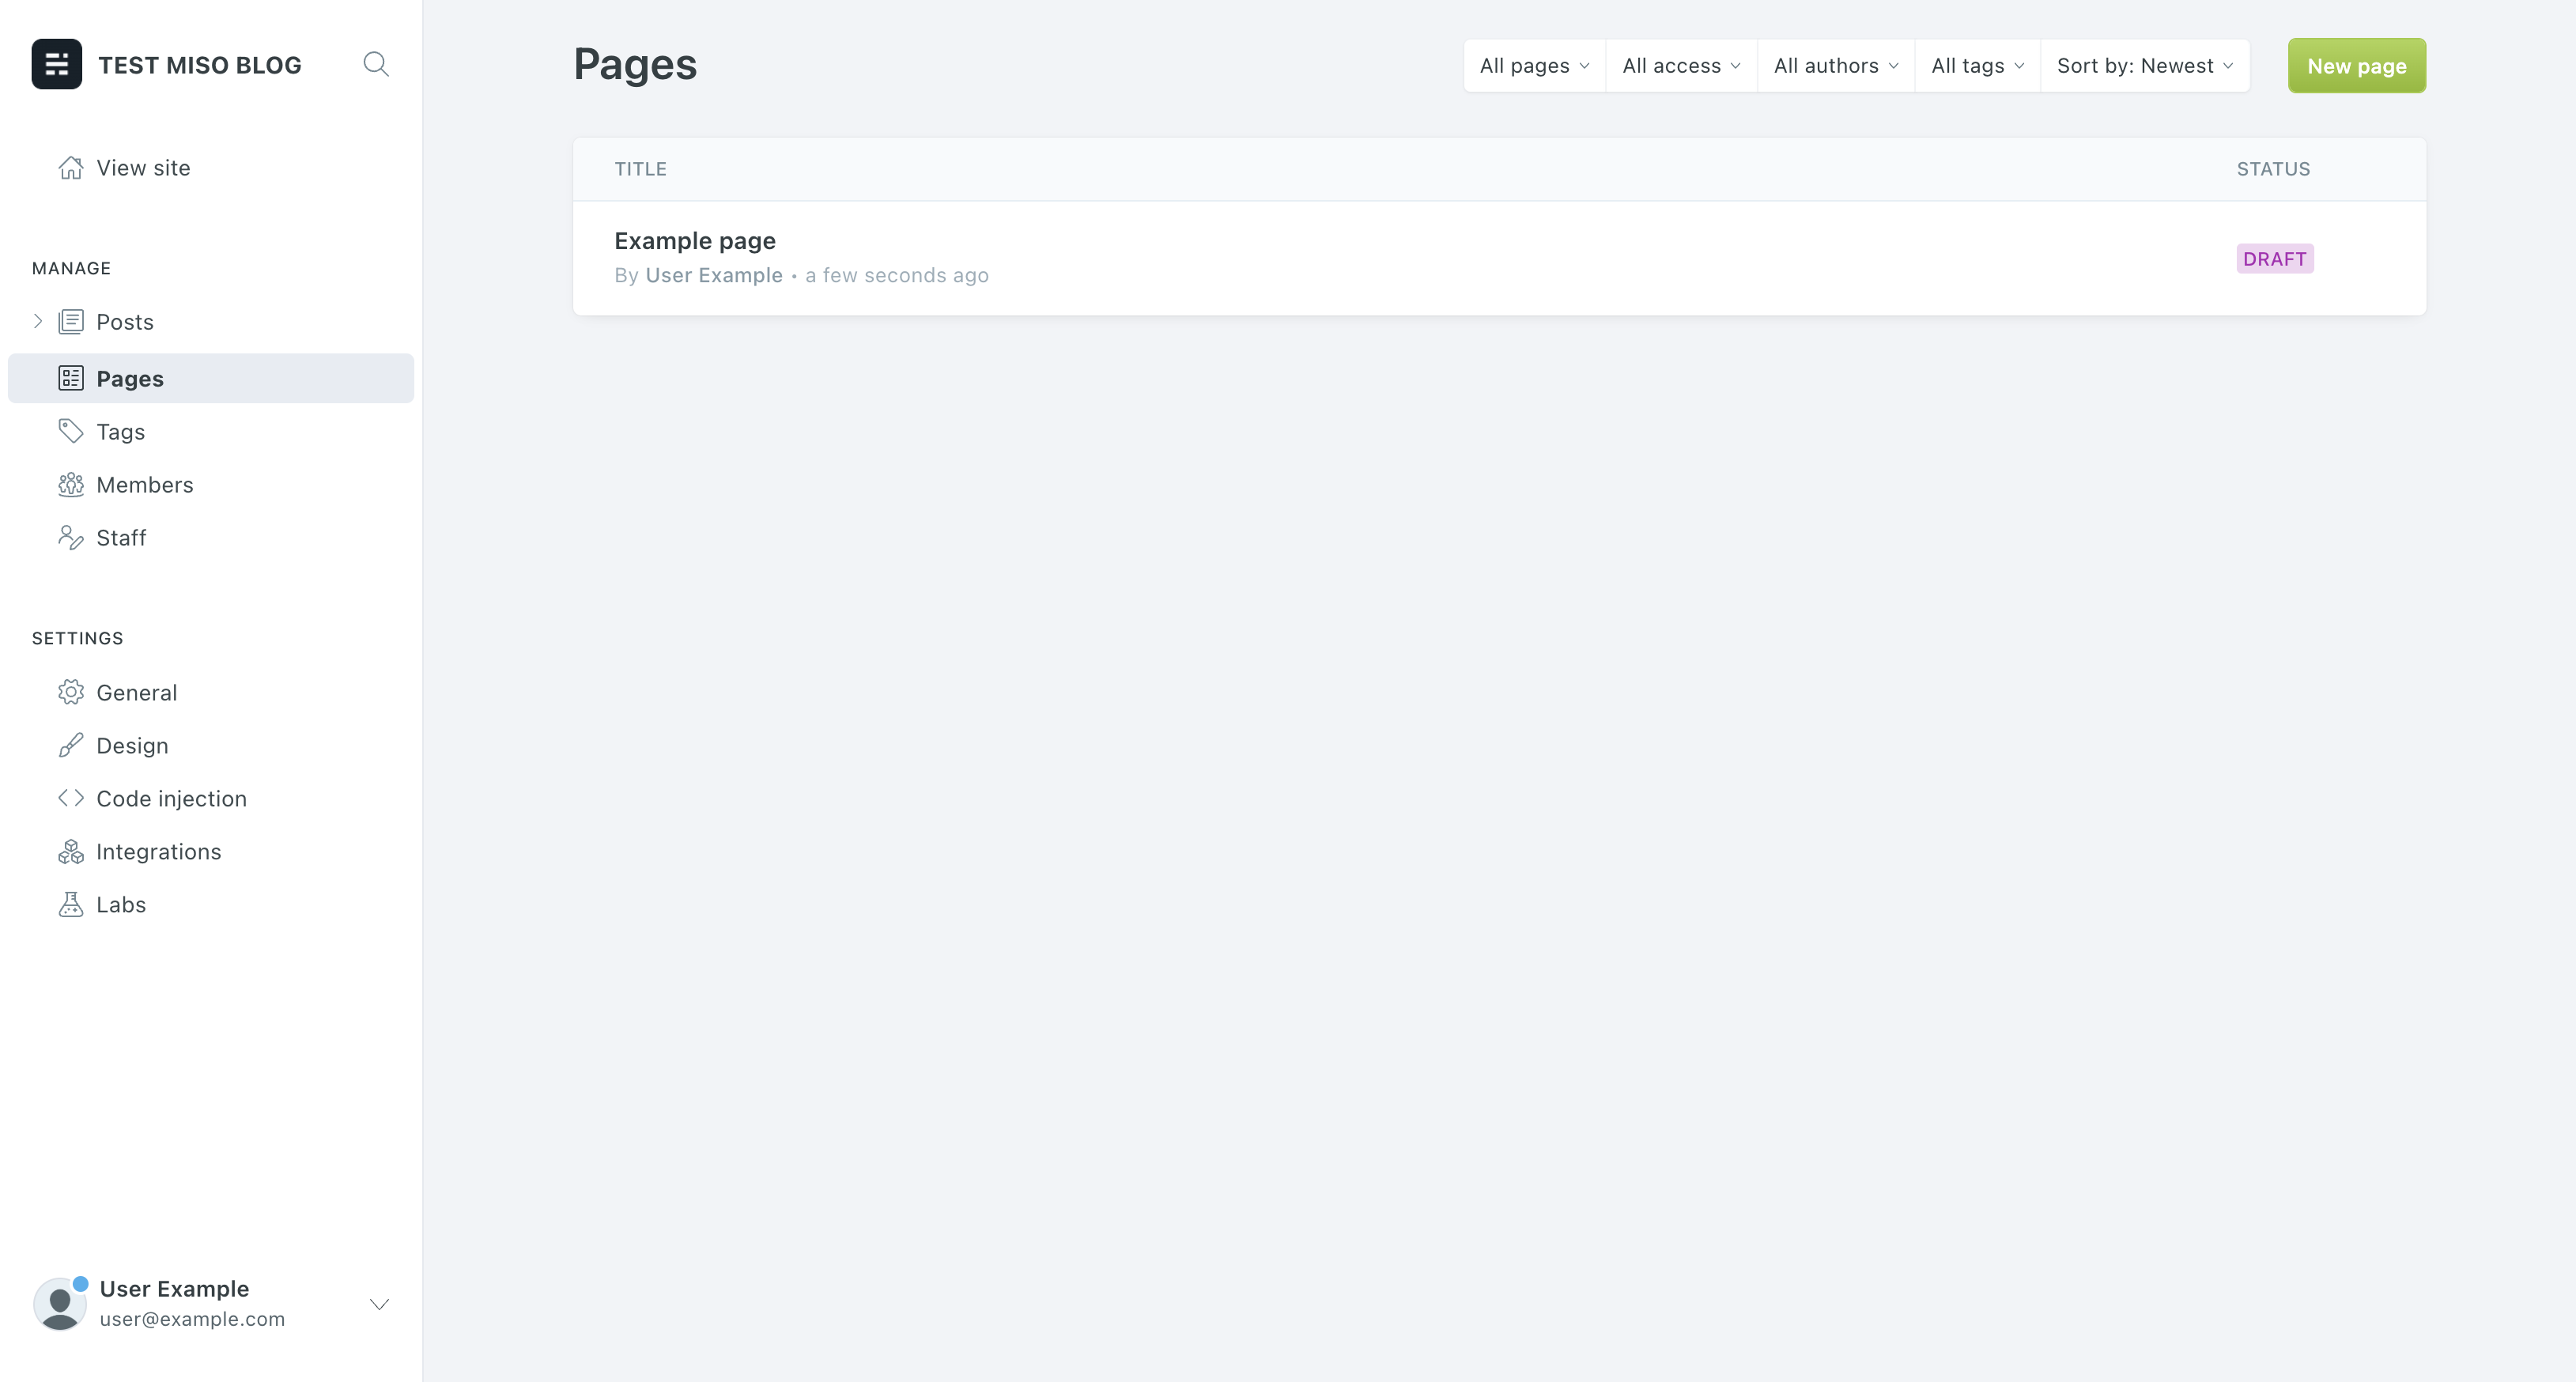 TEST MISO BLOG
View site
MANAGE
Posts
Pages
Tags
Members
Staff
SETTINGS
General
Design
Code injection
Integrations
Labs
User Example
user@example.com
Pages
All pages
All access
All authors
All tags
Sort by: Newest
New page
TITLE
STATUS
Example page
By User Example • a few seconds ago
DRAFT